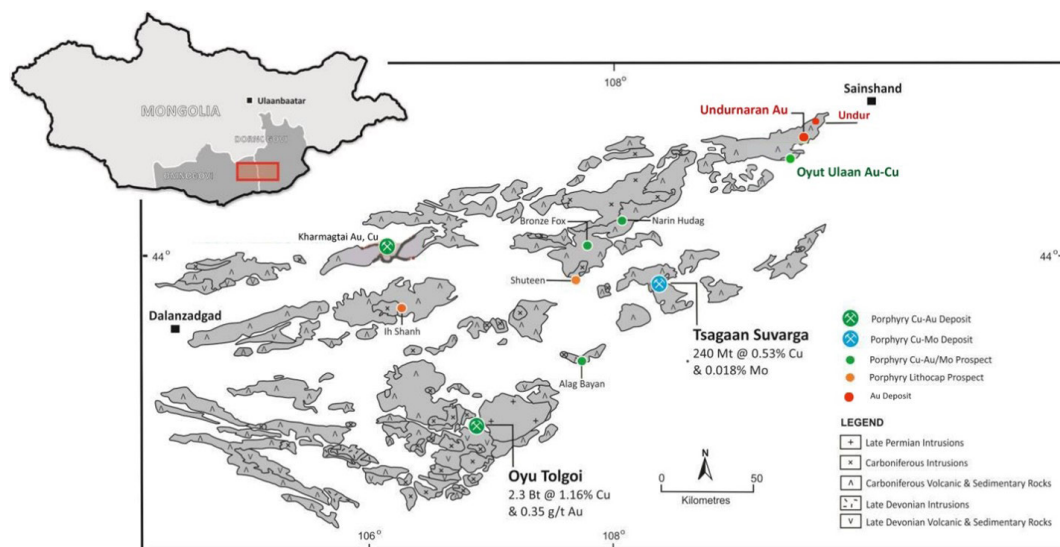 MONGOLIA
Ulaanbaatar
108°
Sainshand
Undurnaran Au
Undur
Oyut Ulaan Au-Cu
Bronze Fox
Narin Hudag
Kharmagtai Au, Cu
44°
44°
Shuteen
Dalanzadgad
Ih Shanh
Tsagaan Suvarga
240 Mt @ 0.53% Cu
& 0.018% Mo
Alag Bayan
Oyu Tolgoi
2.3 Bt @ 1.16% Cu
& 0.35 g/t Au
N
0
50
Kilometres
106°
108°
Porphyry Cu-Au Deposit
Porphyry Cu-Mo Deposit
Porphyry Cu-Au/Mo Prospect
Porphyry Lithocap Prospect
Au Deposit
LEGEND
Late Permian Intrusions
Carboniferous Intrusions
Carboniferous Volcanic & Sedimentary Rocks
Late Devonian Intrusions
Late Devonian Volcanic & Sedimentary Rocks